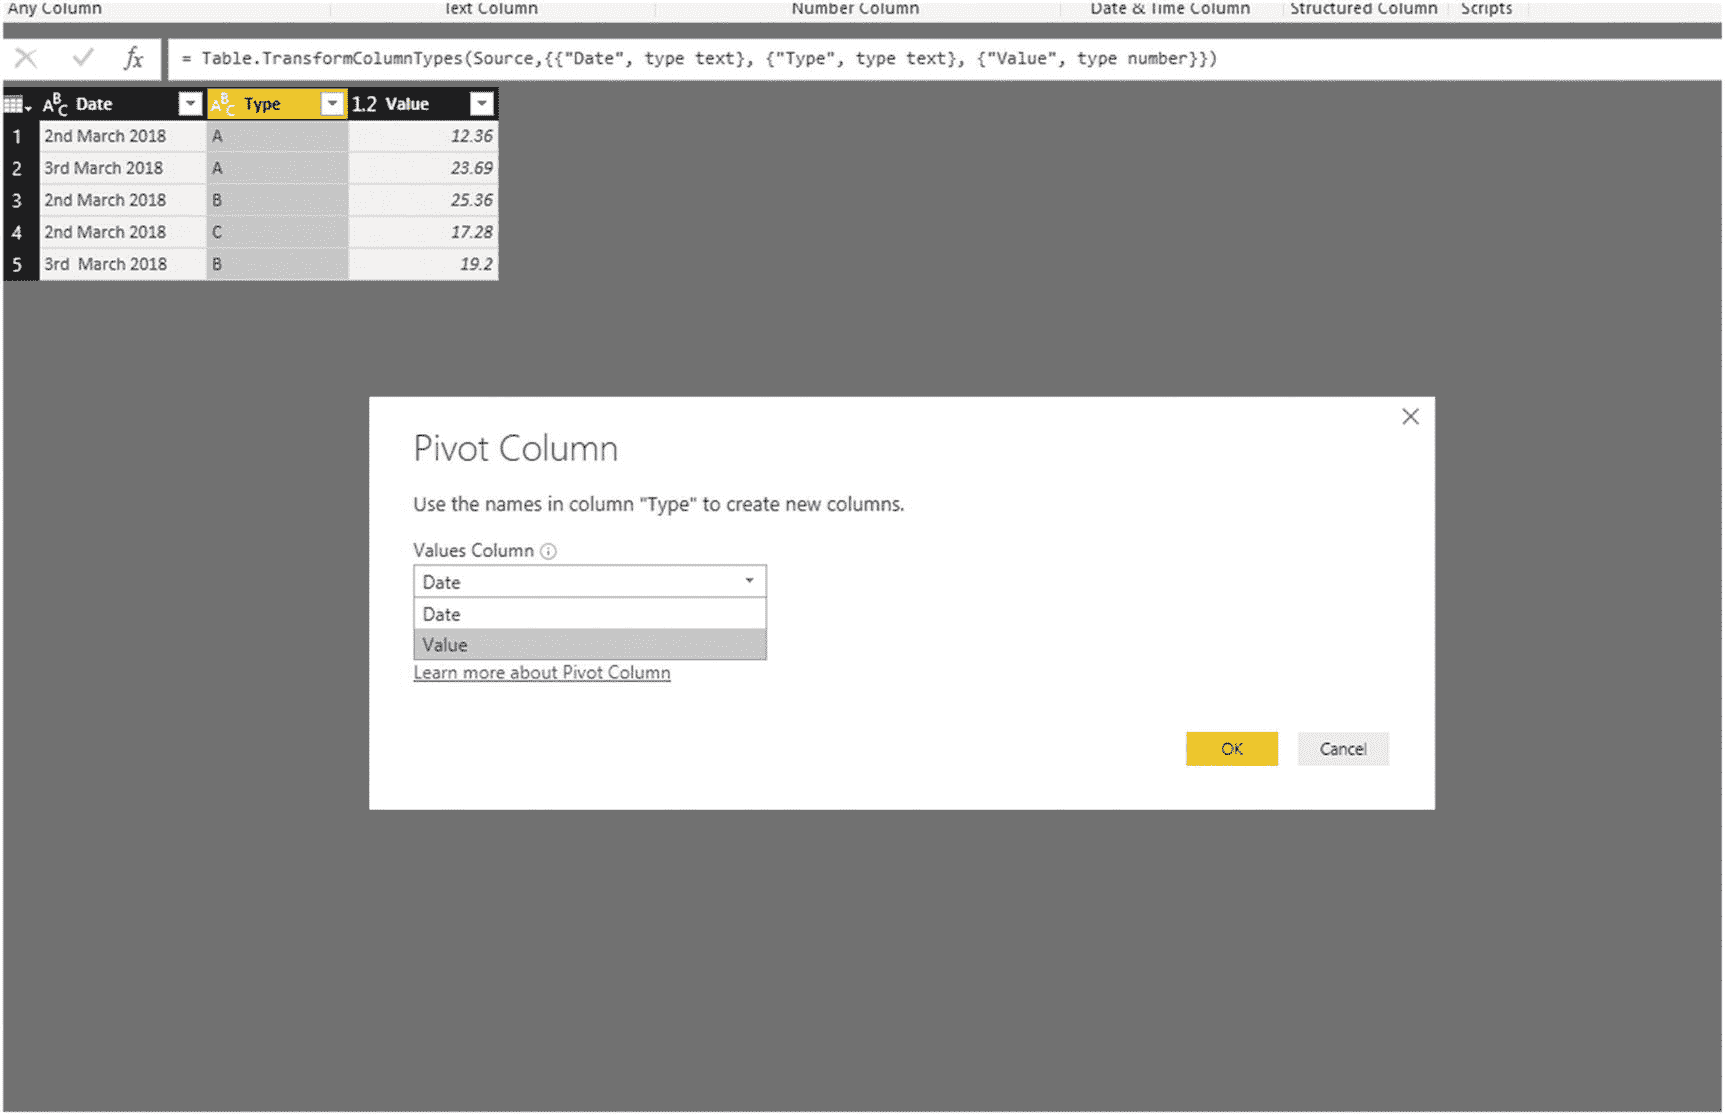 Any Column Text Column Number Column Date & Time Column Structured Column Scripts
fx = Table.TransformColumnTypes(Source,{{"Date", type text}, {"Type", type text}, {"Value", type number}})
ABC Date ABC Type 1.2 Value
1 2nd March 2018 A 12.36
2 3rd March 2018 A 23.69
3 2nd March 2018 B 25.36
4 2nd March 2018 C 17.28
5 3rd  March 2018 B 19.2
Pivot Column
Use the names in column "Type" to create new columns.
Values Column
Date
Date
Value
Learn more about Pivot Column
OK Cancel